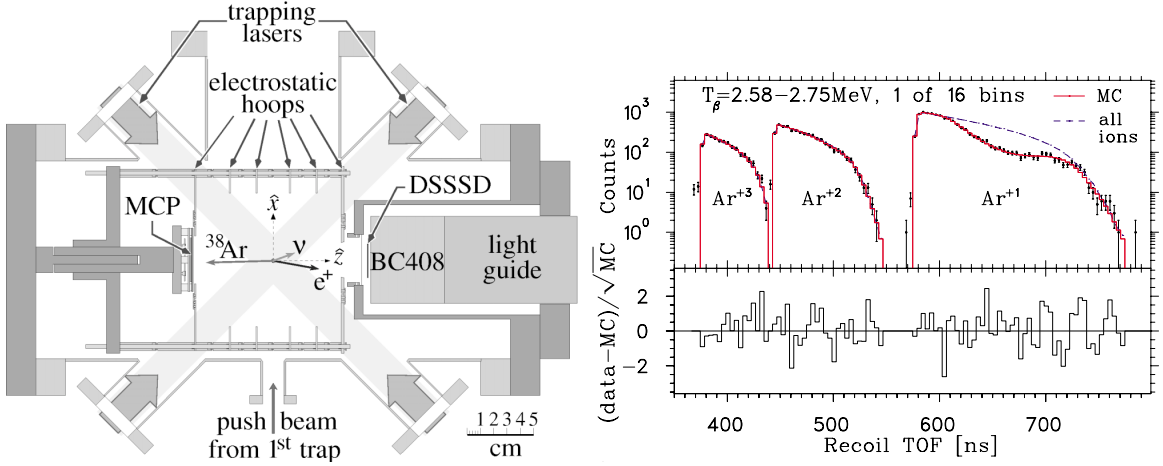 trapping
lasers
electrostatic
hoops
DSSSD
MCP
x̂
³⁸Ar
ν
ẑ
e⁺
BC408
light
guide
push beam
from 1ˢᵗ trap
1 2 3 4 5
cm
Tβ=2.58−2.75MeV, 1 of 16 bins
MC
all
ions
Counts
10³
10²
10¹
10⁰
Ar⁺³
Ar⁺²
Ar⁺¹
(data−MC)/√MC
2
0
−2
400 500 600 700
Recoil TOF [ns]